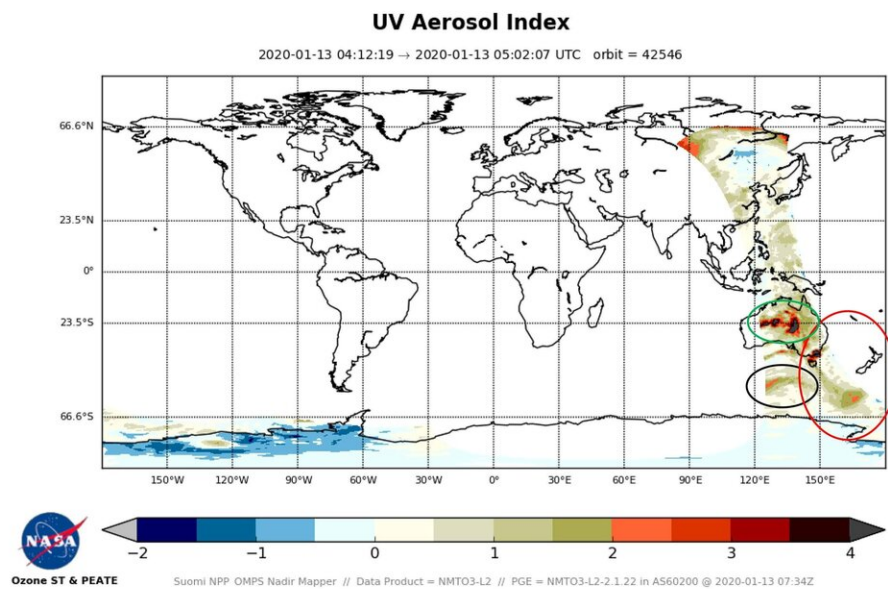 UV Aerosol Index
2020-01-13 04:12:19 → 2020-01-13 05:02:07 UTC orbit = 42546
66.6°N
23.5°N
0°
23.5°S
66.6°S
150°W 120°W 90°W 60°W 30°W 0° 30°E 60°E 90°E 120°E 150°E
NASA
−2 −1 0 1 2 3 4
Ozone ST & PEATE
Suomi NPP OMPS Nadir Mapper // Data Product = NMTO3-L2 // PGE = NMTO3-L2-2.1.22 in AS60200 @ 2020-01-13 07:34Z